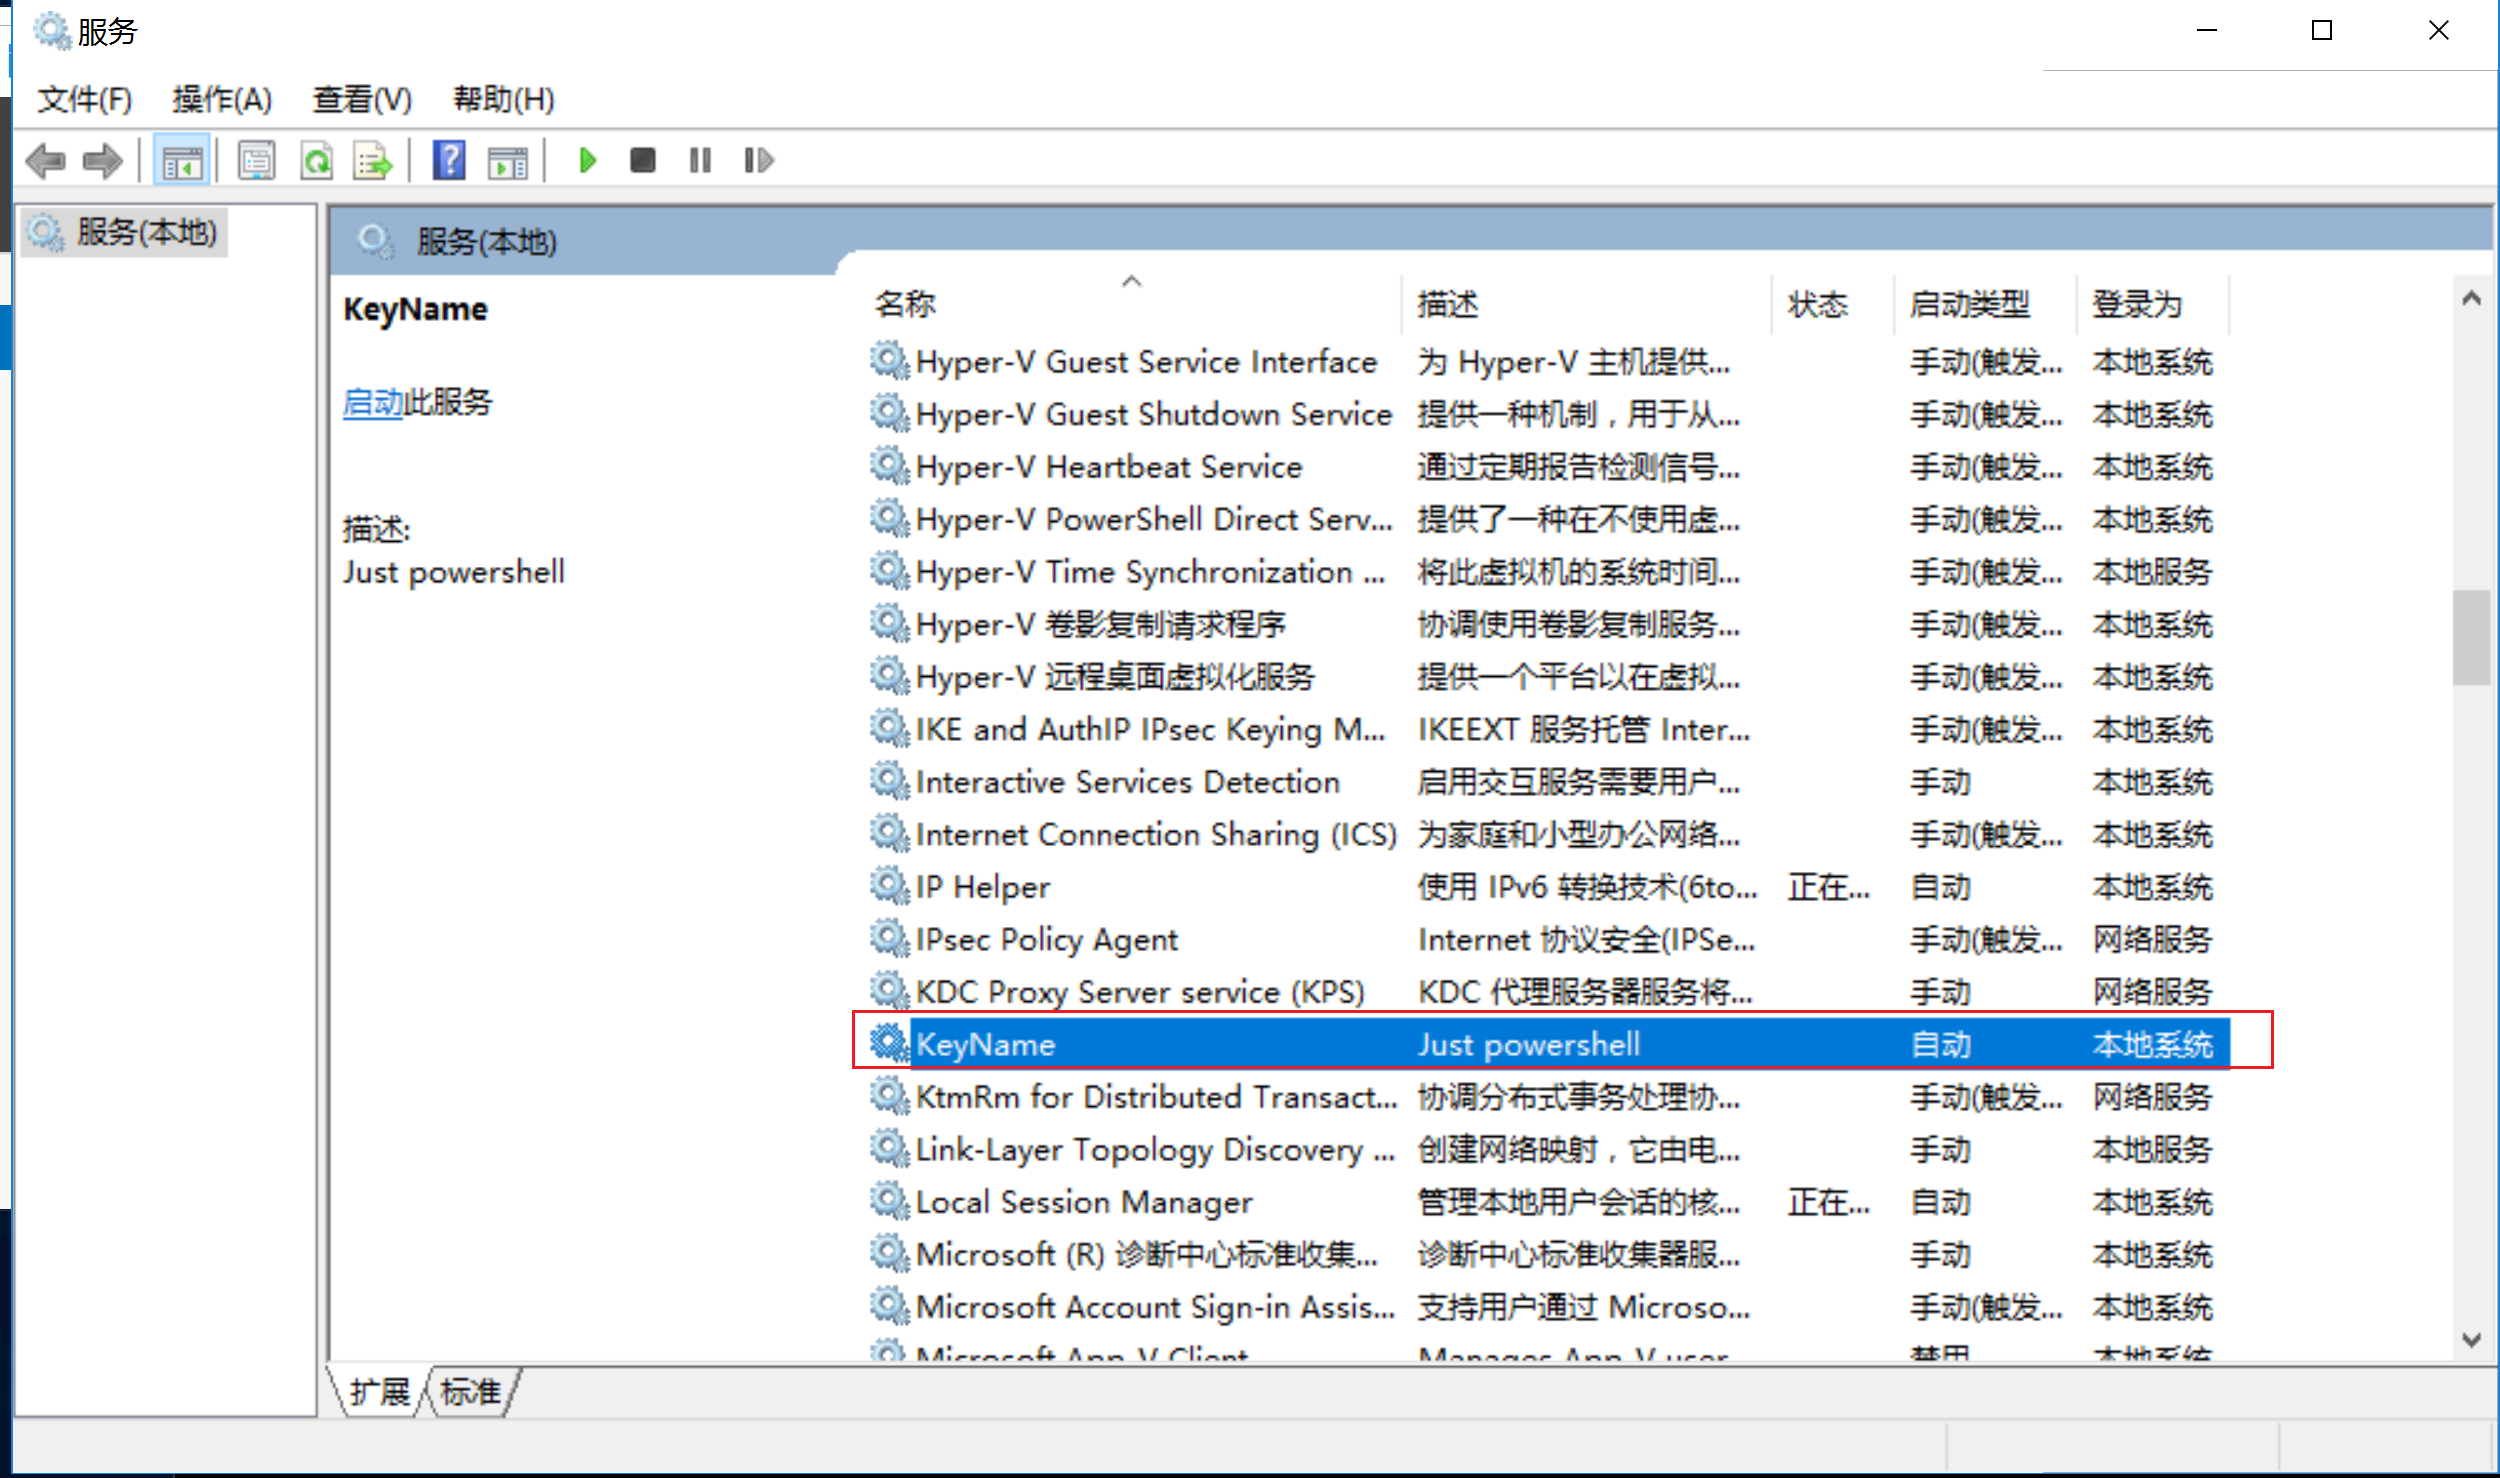 服务
文件(F) 操作(A) 查看(V) 帮助(H)
服务(本地)
服务(本地)
KeyName
启动此服务
描述:
Just powershell
名称 描述 状态 启动类型 登录为
Hyper-V Guest Service Interface 为 Hyper-V 主机提供... 手动(触发... 本地系统
Hyper-V Guest Shutdown Service 提供一种机制，用于从... 手动(触发... 本地系统
Hyper-V Heartbeat Service 通过定期报告检测信号... 手动(触发... 本地系统
Hyper-V PowerShell Direct Serv... 提供了一种在不使用虚... 手动(触发... 本地系统
Hyper-V Time Synchronization ... 将此虚拟机的系统时间... 手动(触发... 本地服务
Hyper-V 卷影复制请求程序 协调使用卷影复制服务... 手动(触发... 本地系统
Hyper-V 远程桌面虚拟化服务 提供一个平台以在虚拟... 手动(触发... 本地系统
IKE and AuthIP IPsec Keying M... IKEEXT 服务托管 Inter... 手动(触发... 本地系统
Interactive Services Detection 启用交互服务需要用户... 手动 本地系统
Internet Connection Sharing (ICS) 为家庭和小型办公网络... 手动(触发... 本地系统
IP Helper 使用 IPv6 转换技术(6to... 正在... 自动 本地系统
IPsec Policy Agent Internet 协议安全(IPSe... 手动(触发... 网络服务
KDC Proxy Server service (KPS) KDC 代理服务器服务将... 手动 网络服务
KeyName Just powershell 自动 本地系统
KtmRm for Distributed Transact... 协调分布式事务处理协... 手动(触发... 网络服务
Link-Layer Topology Discovery ... 创建网络映射，它由电... 手动 本地服务
Local Session Manager 管理本地用户会话的核... 正在... 自动 本地系统
Microsoft (R) 诊断中心标准收集... 诊断中心标准收集器服... 手动 本地系统
Microsoft Account Sign-in Assis... 支持用户通过 Microso... 手动(触发... 本地系统
Microsoft App-V Client Manages App-V user 禁用 本地系统
扩展 标准